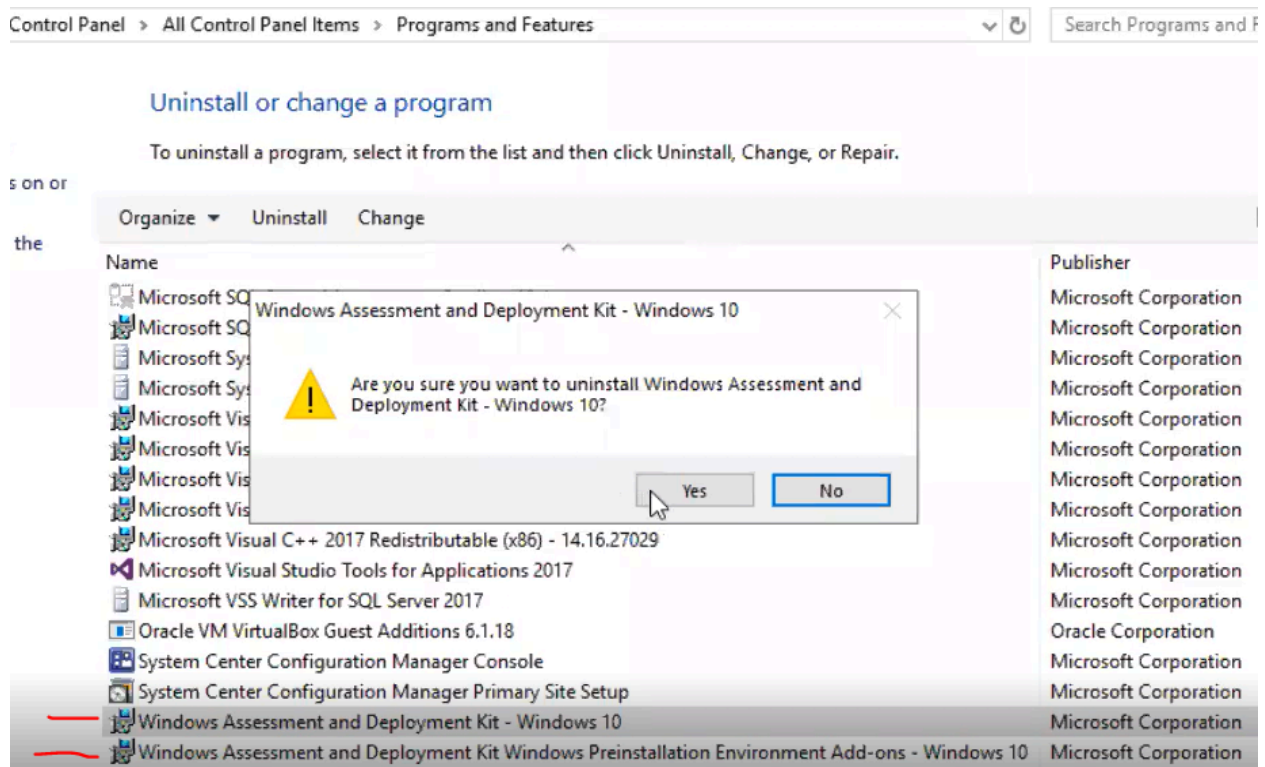 Control Panel > All Control Panel Items > Programs and Features
Search Programs and F
Uninstall or change a program
To uninstall a program, select it from the list and then click Uninstall, Change, or Repair.
s on or
Organize Uninstall Change
the
Name Publisher
Microsoft SQ Microsoft Corporation
Windows Assessment and Deployment Kit - Windows 10
Microsoft SQ Microsoft Corporation
Microsoft Sys Microsoft Corporation
Are you sure you want to uninstall Windows Assessment and
Deployment Kit - Windows 10?
Microsoft Sys Microsoft Corporation
Microsoft Vis Microsoft Corporation
Microsoft Vis Microsoft Corporation
Microsoft Vis Microsoft Corporation
Yes No
Microsoft Vis Microsoft Corporation
Microsoft Visual C++ 2017 Redistributable (x86) - 14.16.27029 Microsoft Corporation
Microsoft Visual Studio Tools for Applications 2017 Microsoft Corporation
Microsoft VSS Writer for SQL Server 2017 Microsoft Corporation
Oracle VM VirtualBox Guest Additions 6.1.18 Oracle Corporation
System Center Configuration Manager Console Microsoft Corporation
System Center Configuration Manager Primary Site Setup Microsoft Corporation
Windows Assessment and Deployment Kit - Windows 10 Microsoft Corporation
Windows Assessment and Deployment Kit Windows Preinstallation Environment Add-ons - Windows 10 Microsoft Corporation